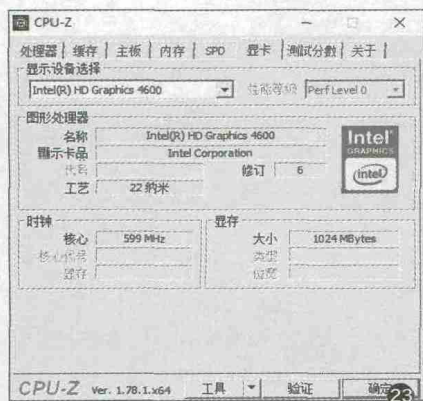 CPU-Z
处理器 缓存 主板 内存 SPD 显卡 测试分数 关于
显示设备选择
Intel(R) HD Graphics 4600 性能等级 Perf Level 0
图形处理器
名称 Intel(R) HD Graphics 4600
显示卡品 Intel Corporation
代号 修订 6
工艺 22 纳米
Intel
GRAPHICS
intel
时钟 显存
核心 599 MHz 大小 1024 MBytes
核心代号 类型
显存 位宽
CPU-Z Ver. 1.78.1.x64 工具 验证 确定
23